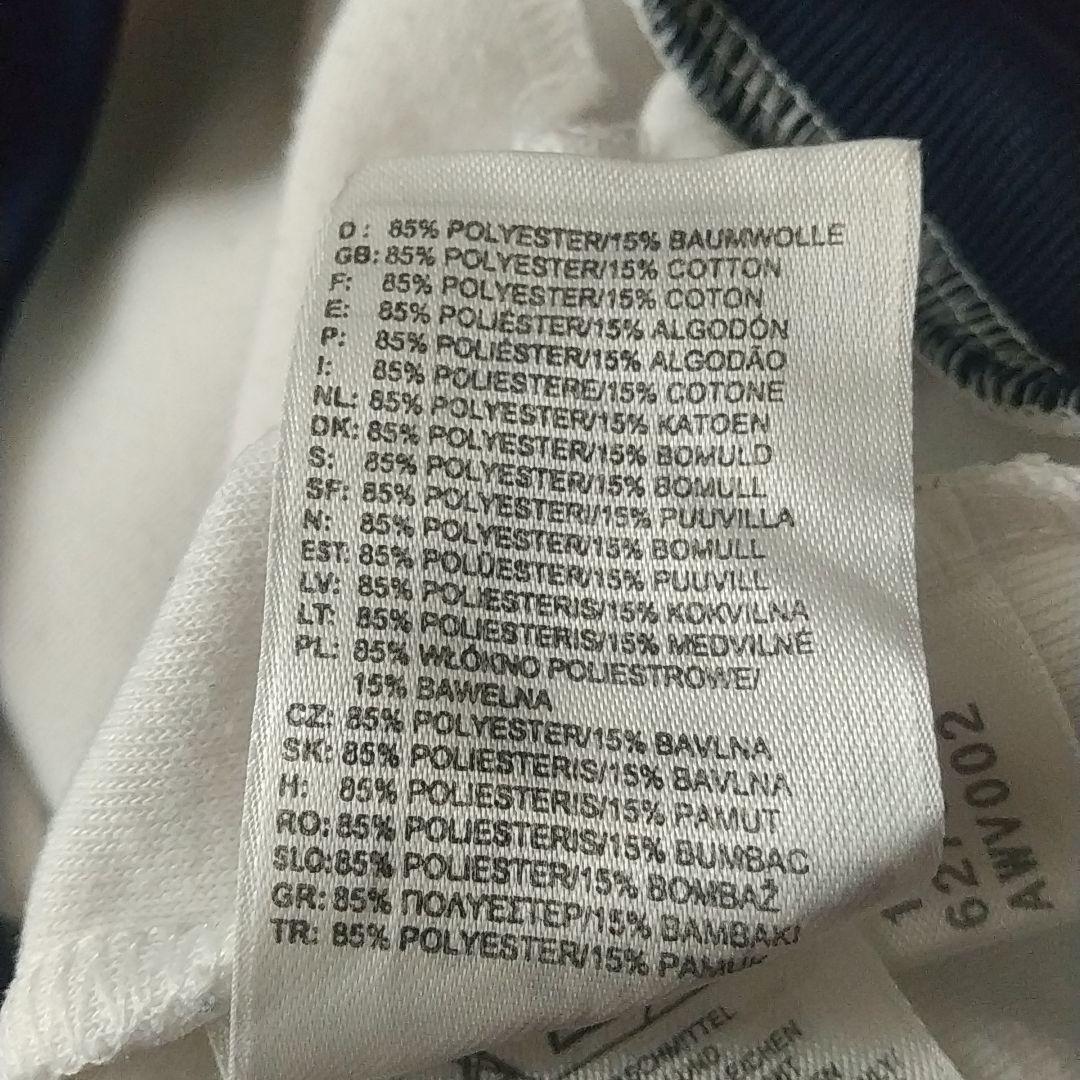 D: 85% POLYESTER/15% BAUMWOLLE
GB: 85% POLYESTER/15% COTTON
F: 85% POLYESTER/15% COTON
E: 85% POLIÉSTER/15% ALGODÓN
P: 85% POLIÉSTER/15% ALGODÃO
I: 85% POLIESTERE/15% COTONE
NL: 85% POLYESTER/15% KATOEN
DK: 85% POLYESTER/15% BOMULD
S: 85% POLYESTER/15% BOMULL
SF: 85% POLYESTERI/15% PUUVILLA
N: 85% POLYESTER/15% BOMULL
EST: 85% POLÜESTER/15% PUUVILL
LV: 85% POLIESTERIS/15% KOKVILNA
LT: 85% POLIESTERIS/15% MEDVILNÉ
PL: 85% WŁÓKNO POLIESTROWE/
15% BAWEŁNA
CZ: 85% POLYESTER/15% BAVLNA
SK: 85% POLIESTERIS/15% BAVLNA
H: 85% POLIESTERIS/15% PAMUT
RO: 85% POLIESTERIS/15% BUMBAC
SLO: 85% POLIESTER/15% BOMBAŽ
GR: 85% ΠΟΛΥΕΣΤΕΡ/15% BAMBAKI
TR: 85% POLYESTER/15% PAMUK
1
AWV002